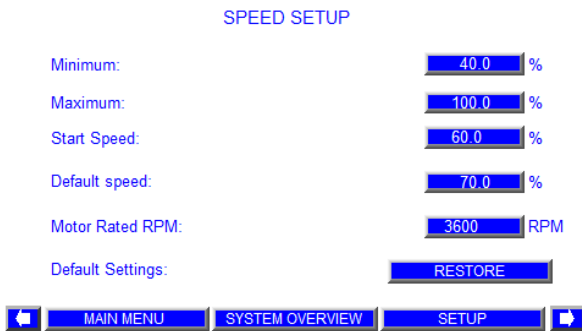 SPEED SETUP
Minimum: 40.0 %
Maximum: 100.0 %
Start Speed: 60.0 %
Default speed: 70.0 %
Motor Rated RPM: 3600 RPM
Default Settings: RESTORE
MAIN MENU SYSTEM OVERVIEW SETUP